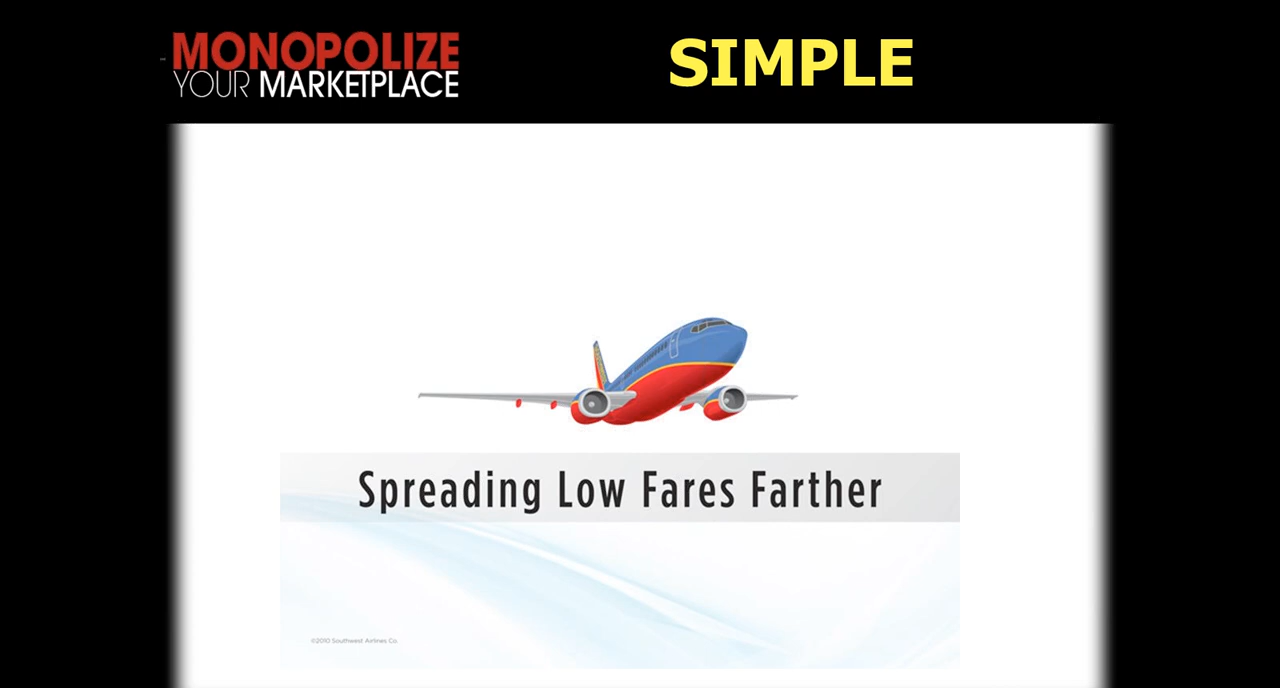 MONOPOLIZE
YOUR MARKETPLACE
SIMPLE
Spreading Low Fares Farther
©2010 Southwest Airlines Co.